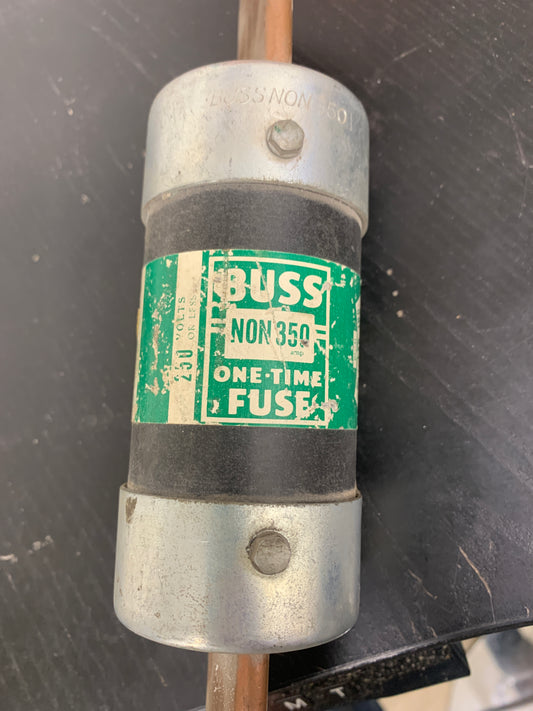 BUSS NON 350
BUSS
NON 350
amp
ONE-TIME
FUSE
250 VOLTS
OR LESS
M T